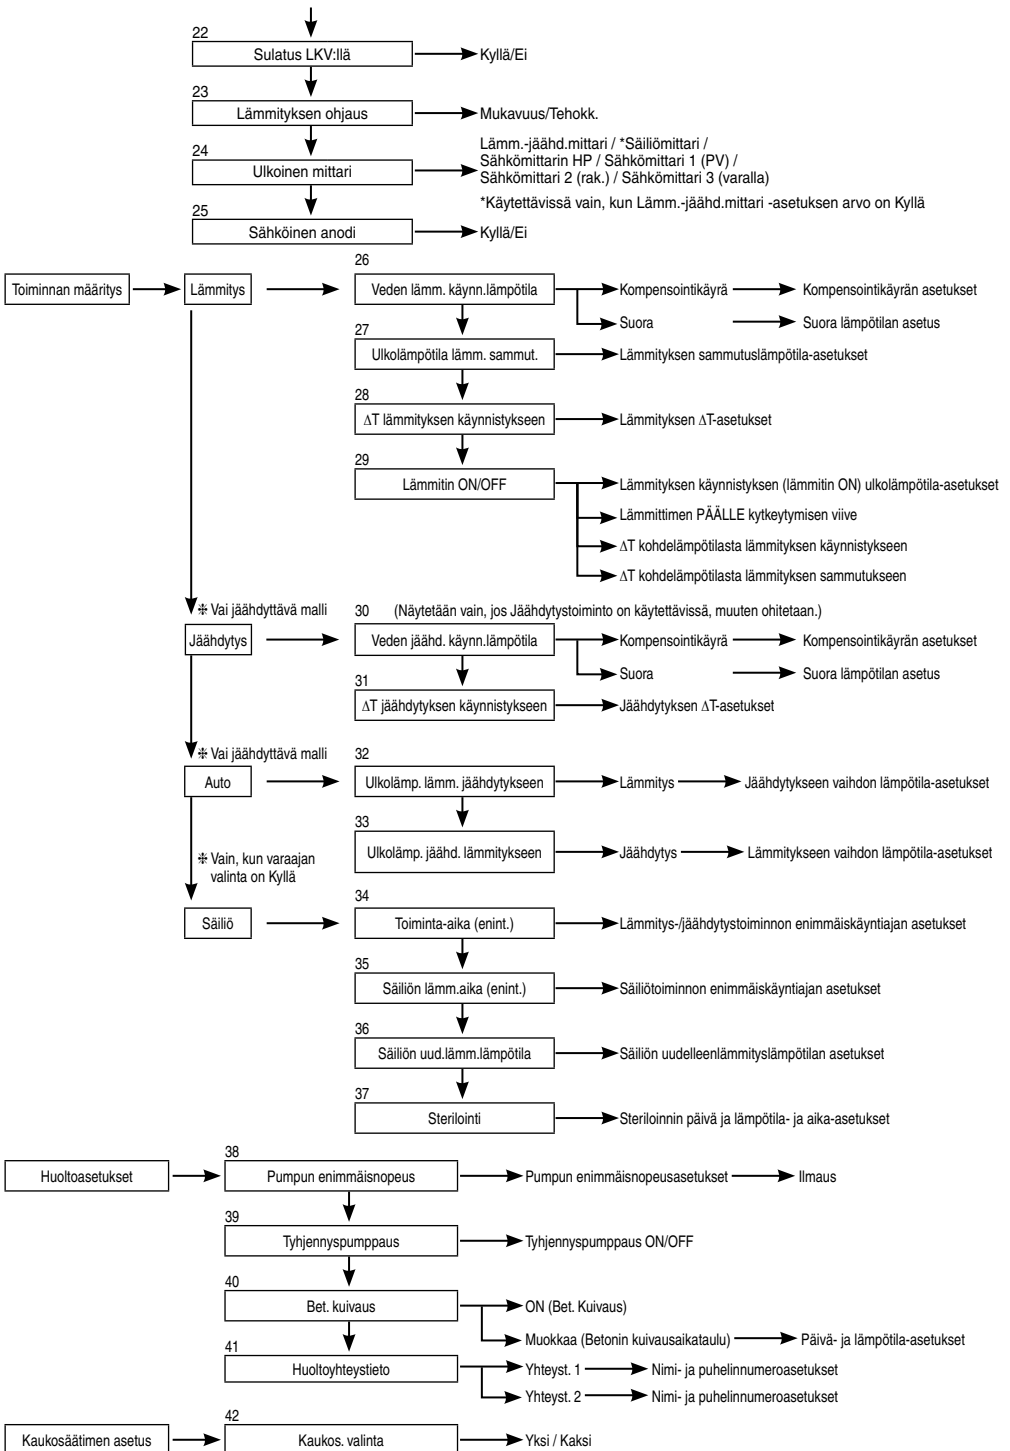 22
Sulatus LKV:llä
Kyllä/Ei
23
Lämmityksen ohjaus
Mukavuus/Tehokk.
24
Ulkoinen mittari
Lämm.-jäähd.mittari / *Säiliömittari /
Sähkömittarin HP / Sähkömittari 1 (PV) /
Sähkömittari 2 (rak.) / Sähkömittari 3 (varalla)
*Käytettävissä vain, kun Lämm.-jäähd.mittari -asetuksen arvo on Kyllä
25
Sähköinen anodi
Kyllä/Ei
Toiminnan määritys
Lämmitys
26
Veden lämm. käynn.lämpötila
Kompensointikäyrä
Kompensointikäyrän asetukset
Suora
Suora lämpötilan asetus
27
Ulkolämpötila lämm. sammut.
Lämmityksen sammutuslämpötila-asetukset
28
ΔT lämmityksen käynnistykseen
Lämmityksen ΔT-asetukset
29
Lämmitin ON/OFF
Lämmityksen käynnistyksen (lämmitin ON) ulkolämpötila-asetukset
Lämmittimen PÄÄLLE kytkeytymisen viive
ΔT kohdelämpötilasta lämmityksen käynnistykseen
ΔT kohdelämpötilasta lämmityksen sammutukseen
❉ Vai jäähdyttävä malli
Jäähdytys
30 (Näytetään vain, jos Jäähdytystoiminto on käytettävissä, muuten ohitetaan.)
Veden jäähd. käynn.lämpötila
Kompensointikäyrä
Kompensointikäyrän asetukset
Suora
Suora lämpötilan asetus
31
ΔT jäähdytyksen käynnistykseen
Jäähdytyksen ΔT-asetukset
❉ Vai jäähdyttävä malli
Auto
32
Ulkolämp. lämm. jäähdytykseen
Lämmitys
Jäähdytykseen vaihdon lämpötila-asetukset
33
Ulkolämp. jäähd. lämmitykseen
Jäähdytys
Lämmitykseen vaihdon lämpötila-asetukset
❉ Vain, kun varaajan
valinta on Kyllä
Säiliö
34
Toiminta-aika (enint.)
Lämmitys-/jäähdytystoiminnon enimmäiskäyntiajan asetukset
35
Säiliön lämm.aika (enint.)
Säiliötoiminnon enimmäiskäyntiajan asetukset
36
Säiliön uud.lämm.lämpötila
Säiliön uudelleenlämmityslämpötilan asetukset
37
Sterilointi
Steriloinnin päivä ja lämpötila- ja aika-asetukset
Huoltoasetukset
38
Pumpun enimmäisnopeus
Pumpun enimmäisnopeusasetukset
Ilmaus
39
Tyhjennyspumppaus
Tyhjennyspumppaus ON/OFF
40
Bet. kuivaus
ON (Bet. Kuivaus)
Muokkaa (Betonin kuivausaikataulu)
Päivä- ja lämpötila-asetukset
41
Huoltoyhteystieto
Yhteyst. 1
Nimi- ja puhelinnumeroasetukset
Yhteyst. 2
Nimi- ja puhelinnumeroasetukset
Kaukosäätimen asetus
42
Kaukos. valinta
Yksi / Kaksi